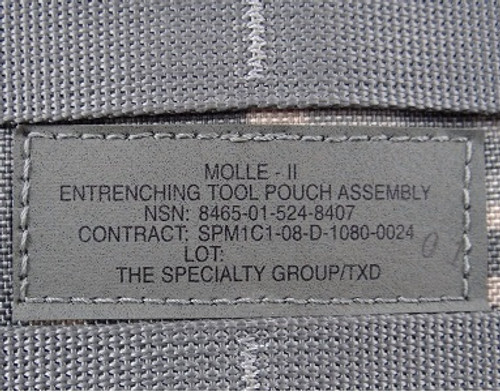 MOLLE - II
ENTRENCHING TOOL POUCH ASSEMBLY
NSN: 8465-01-524-8407
CONTRACT: SPM1C1-08-D-1080-0024
LOT:
THE SPECIALTY GROUP/TXD